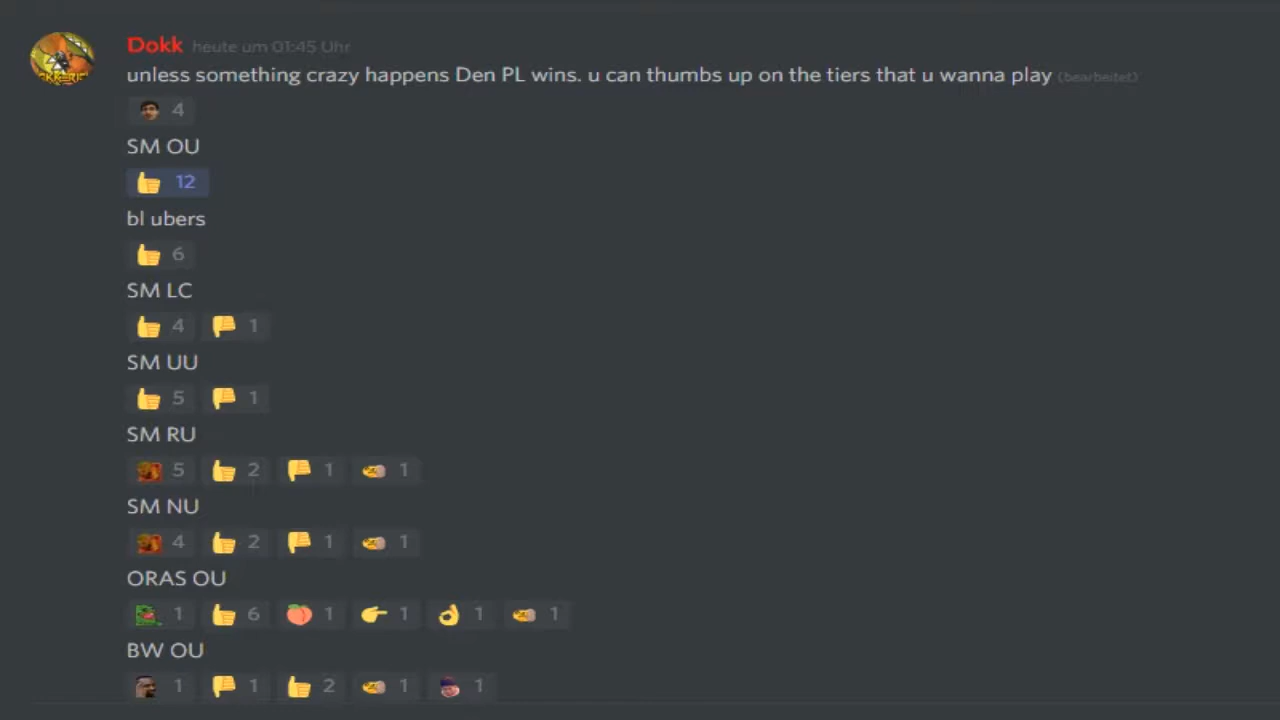 Dokk heute um 01:45 Uhr
unless something crazy happens Den PL wins. u can thumbs up on the tiers that u wanna play (bearbeitet)
4
SM OU
12
bl ubers
6
SM LC
4 1
SM UU
5 1
SM RU
5 2 1 1
SM NU
4 2 1 1
ORAS OU
1 6 1 1 1 1
BW OU
1 1 2 1 1